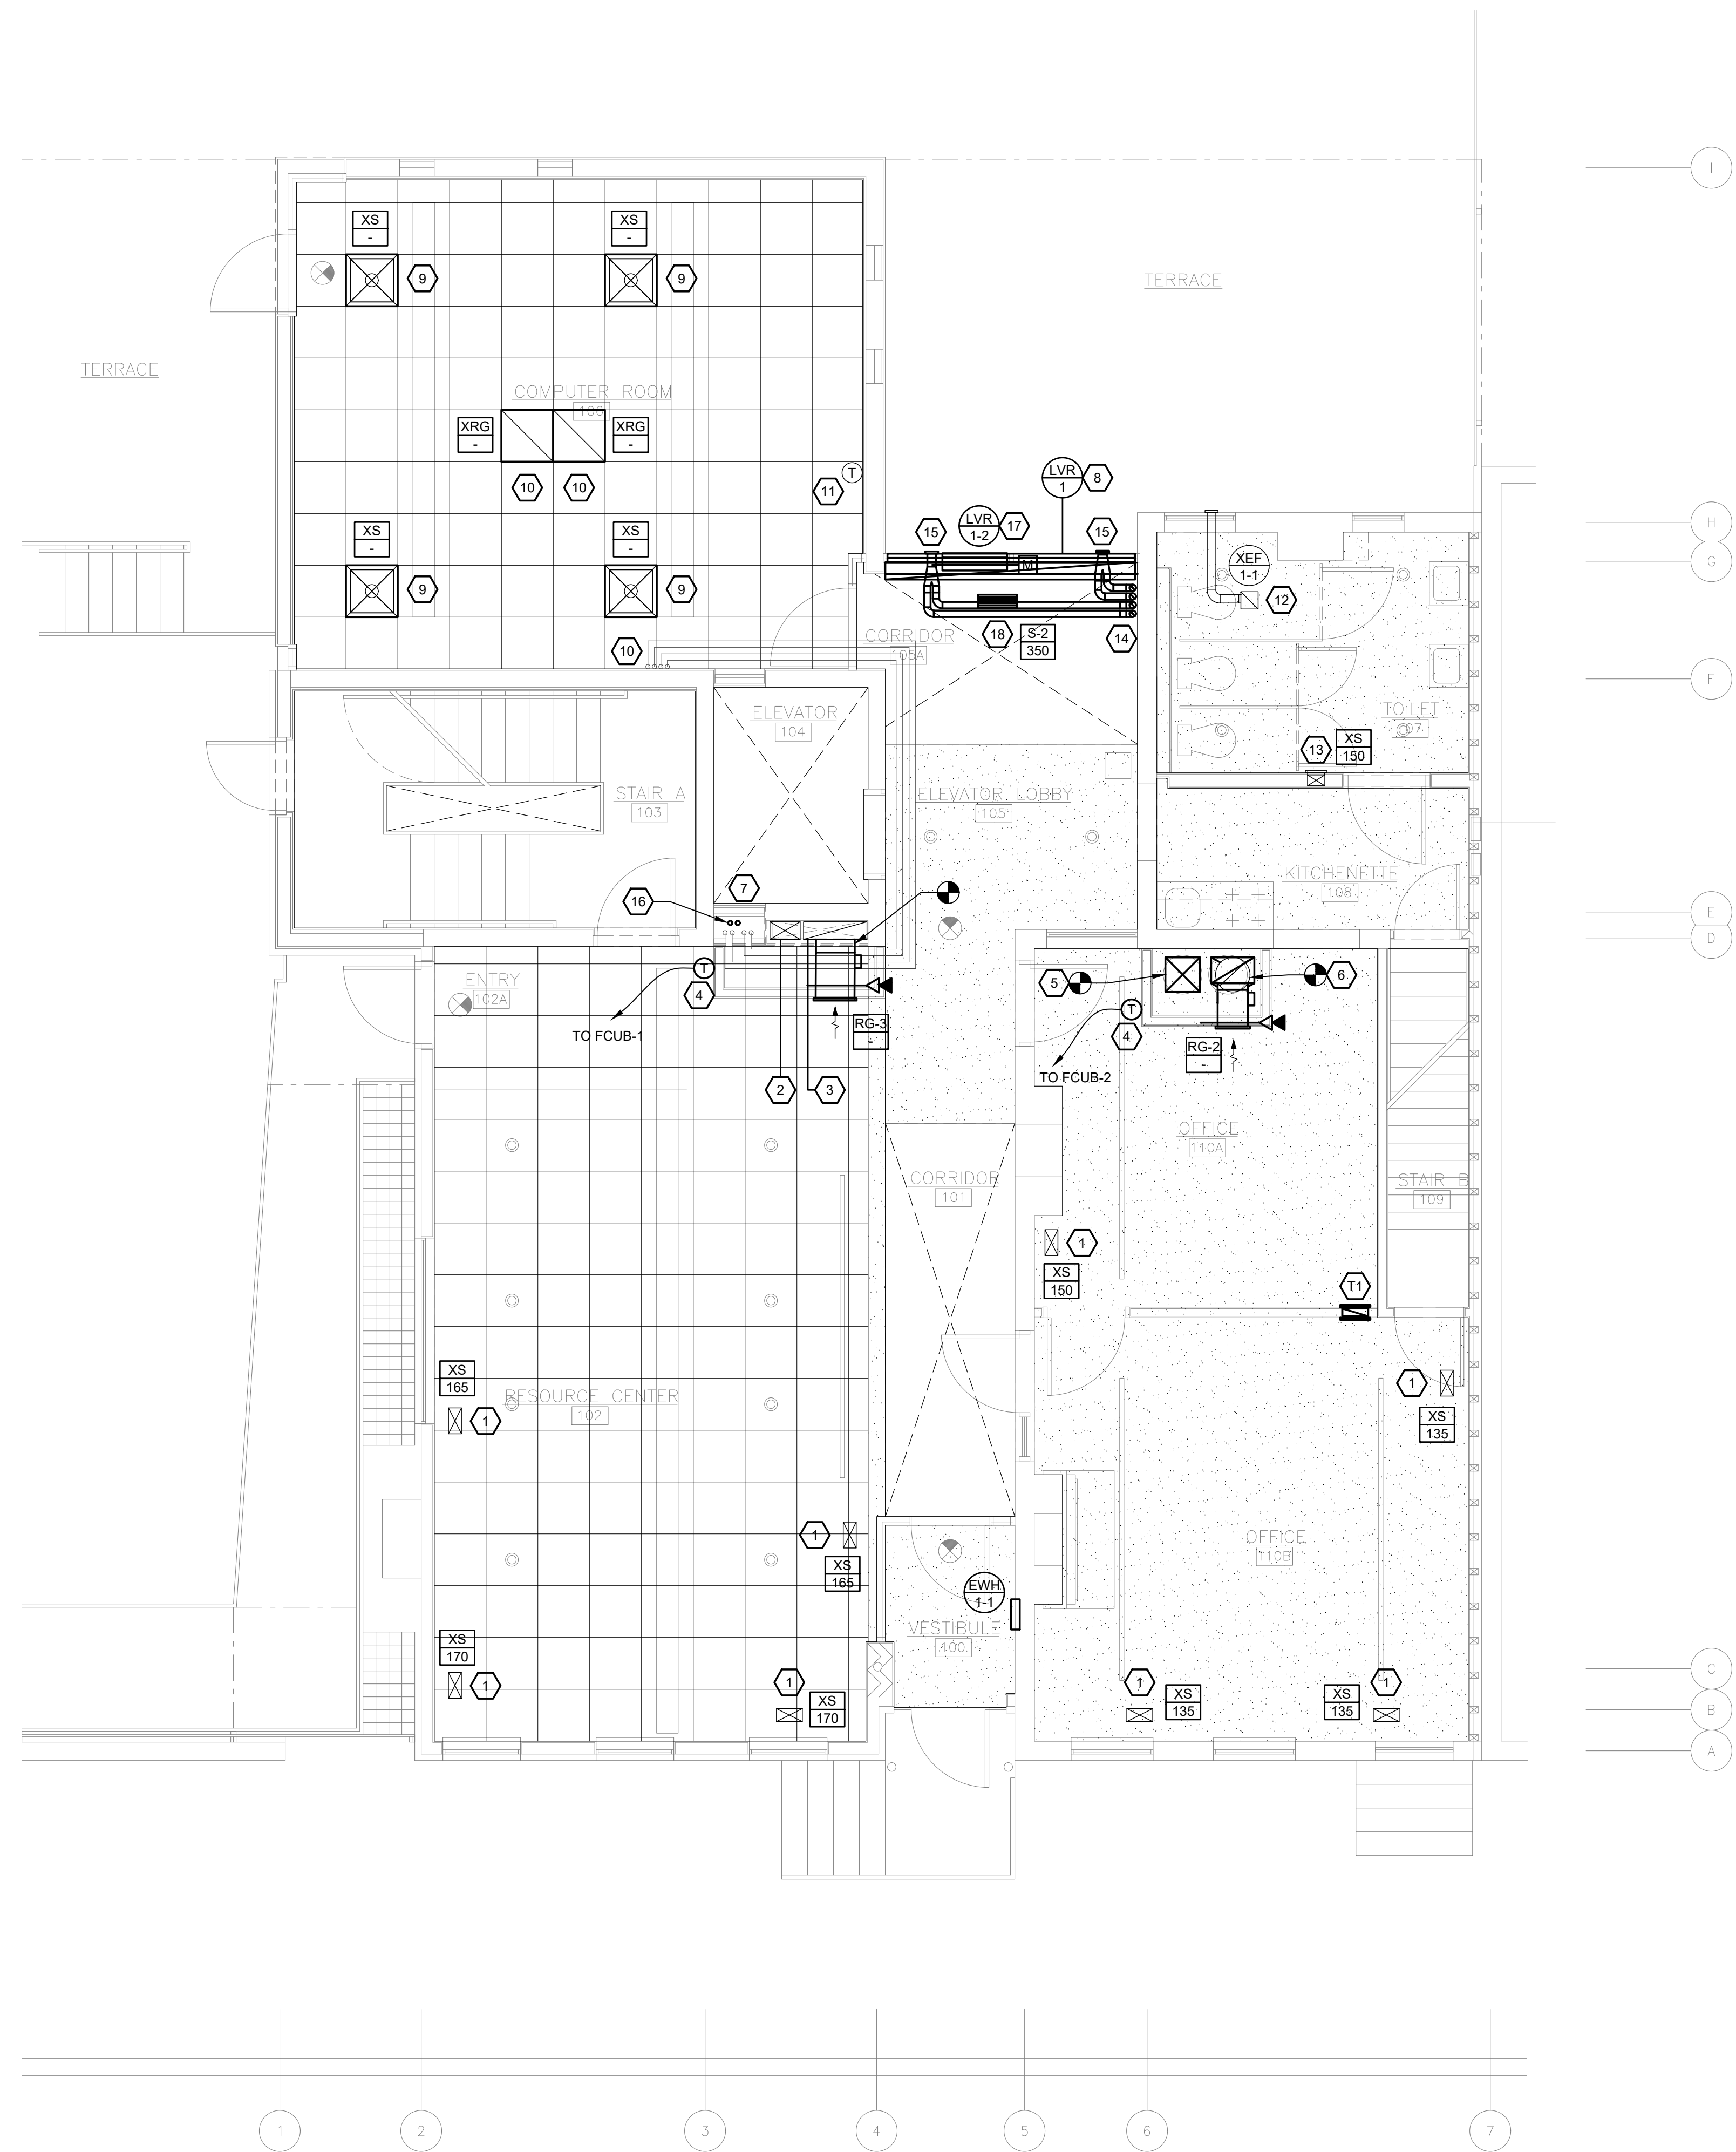 I
XS
-
XS
-
9
9
TERRACE
TERRACE
COMPUTER ROOM
106
XRG
-
XRG
-
10
10
T
11
LVR
1
8
LVR
1-2
17
15
15
H
XS
-
XS
-
9
9
M
XEF
1-1
12
G
CORRIDOR
105A
10
18
S-2
350
14
F
ELEVATOR
104
TOILET
107
13
XS
150
STAIR A
103
ELEVATOR LOBBY
105
KITCHENETTE
108
7
16
E
D
ENTRY
102A
T
4
TO FCUB-1
RG-3
-
5
6
T
4
TO FCUB-2
RG-2
-
2
3
OFFICE
110A
CORRIDOR
101
STAIR B
109
1
XS
150
T1
XS
165
1
RESOURCE CENTER
102
1
XS
135
1
XS
165
OFFICE
110B
EWH
1-1
VESTIBULE
100
XS
170
1
1
XS
170
1
XS
135
XS
135
1
C
B
A
1
2
3
4
5
6
7